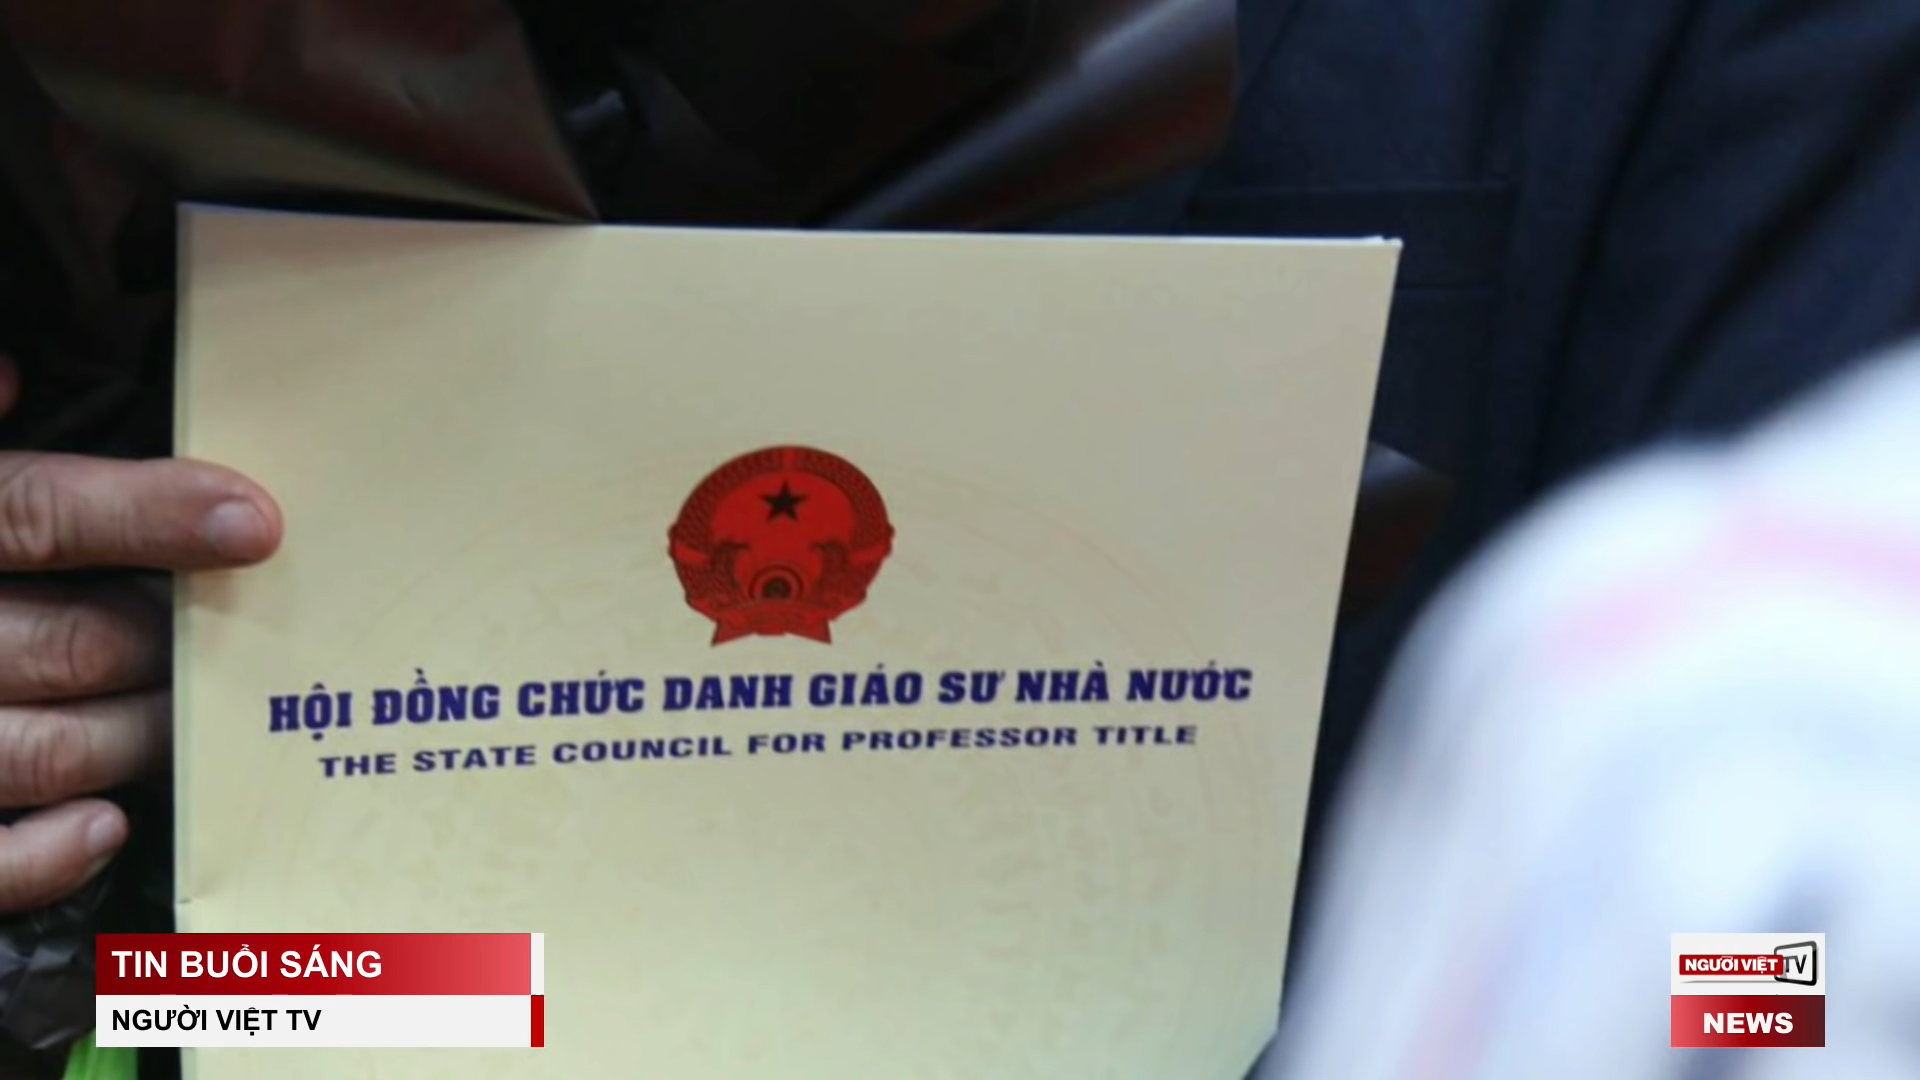 HỘI ĐỒNG CHỨC DANH GIÁO SƯ NHÀ NƯỚC
THE STATE COUNCIL FOR PROFESSOR TITLE
TIN BUỔI SÁNG
NGƯỜI VIỆT TV
NGƯỜI VIỆT TV
NEWS